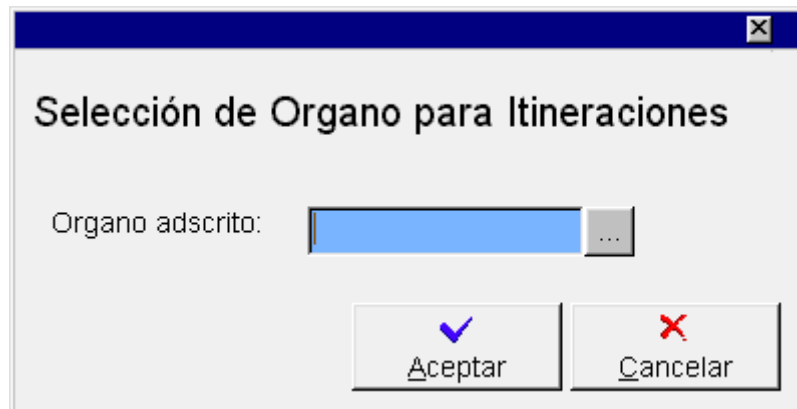 Selección de Organo para Itineraciones
Organo adscrito:
...
Aceptar
Cancelar